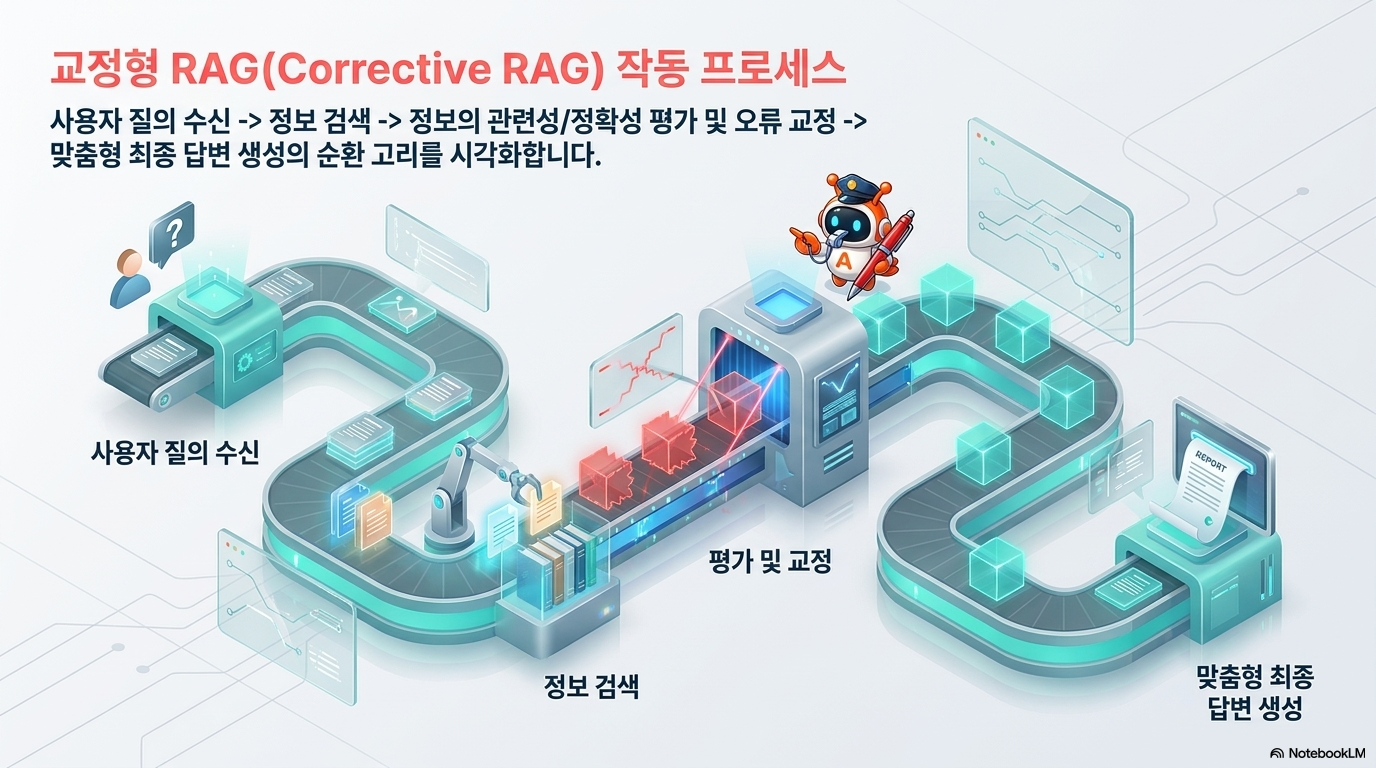 교정형 RAG(Corrective RAG) 작동 프로세스
사용자 질의 수신 -> 정보 검색 -> 정보의 관련성/정확성 평가 및 오류 교정 ->
맞춤형 최종 답변 생성의 순환 고리를 시각화합니다.
?
A
REPORT
사용자 질의 수신
평가 및 교정
정보 검색
맞춤형 최종
답변 생성
NotebookLM